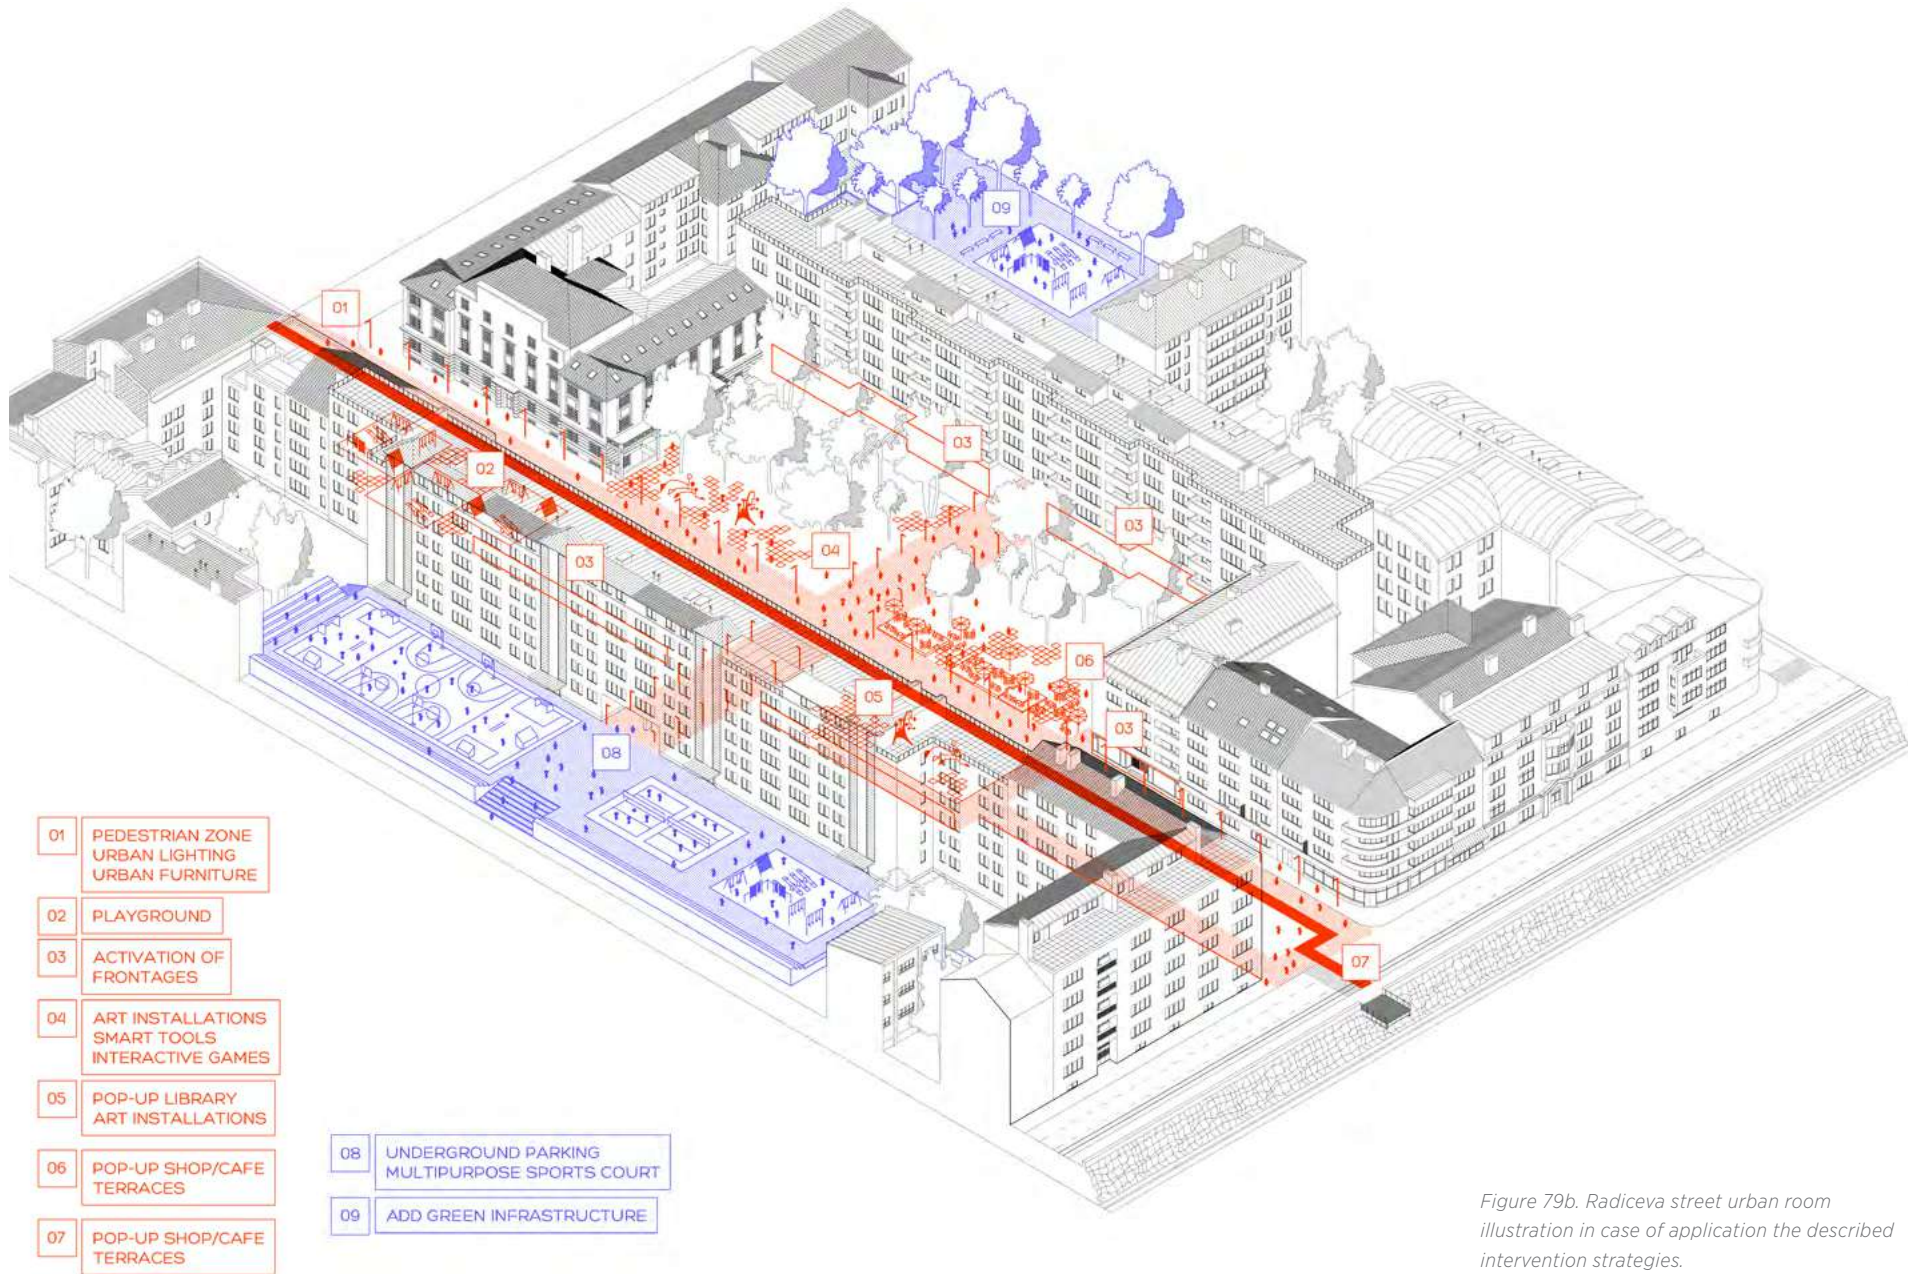 01
09
03
02
03
04
03
06
05
03
08
07
01
PEDESTRIAN ZONE
URBAN LIGHTING
URBAN FURNITURE
02
PLAYGROUND
03
ACTIVATION OF
FRONTAGES
04
ART INSTALLATIONS
SMART TOOLS
INTERACTIVE GAMES
05
POP-UP LIBRARY
ART INSTALLATIONS
06
POP-UP SHOP/CAFE
TERRACES
07
POP-UP SHOP/CAFE
TERRACES
08
UNDERGROUND PARKING
MULTIPURPOSE SPORTS COURT
09
ADD GREEN INFRASTRUCTURE
Figure 79b. Radiceva street urban room
illustration in case of application the described
intervention strategies.